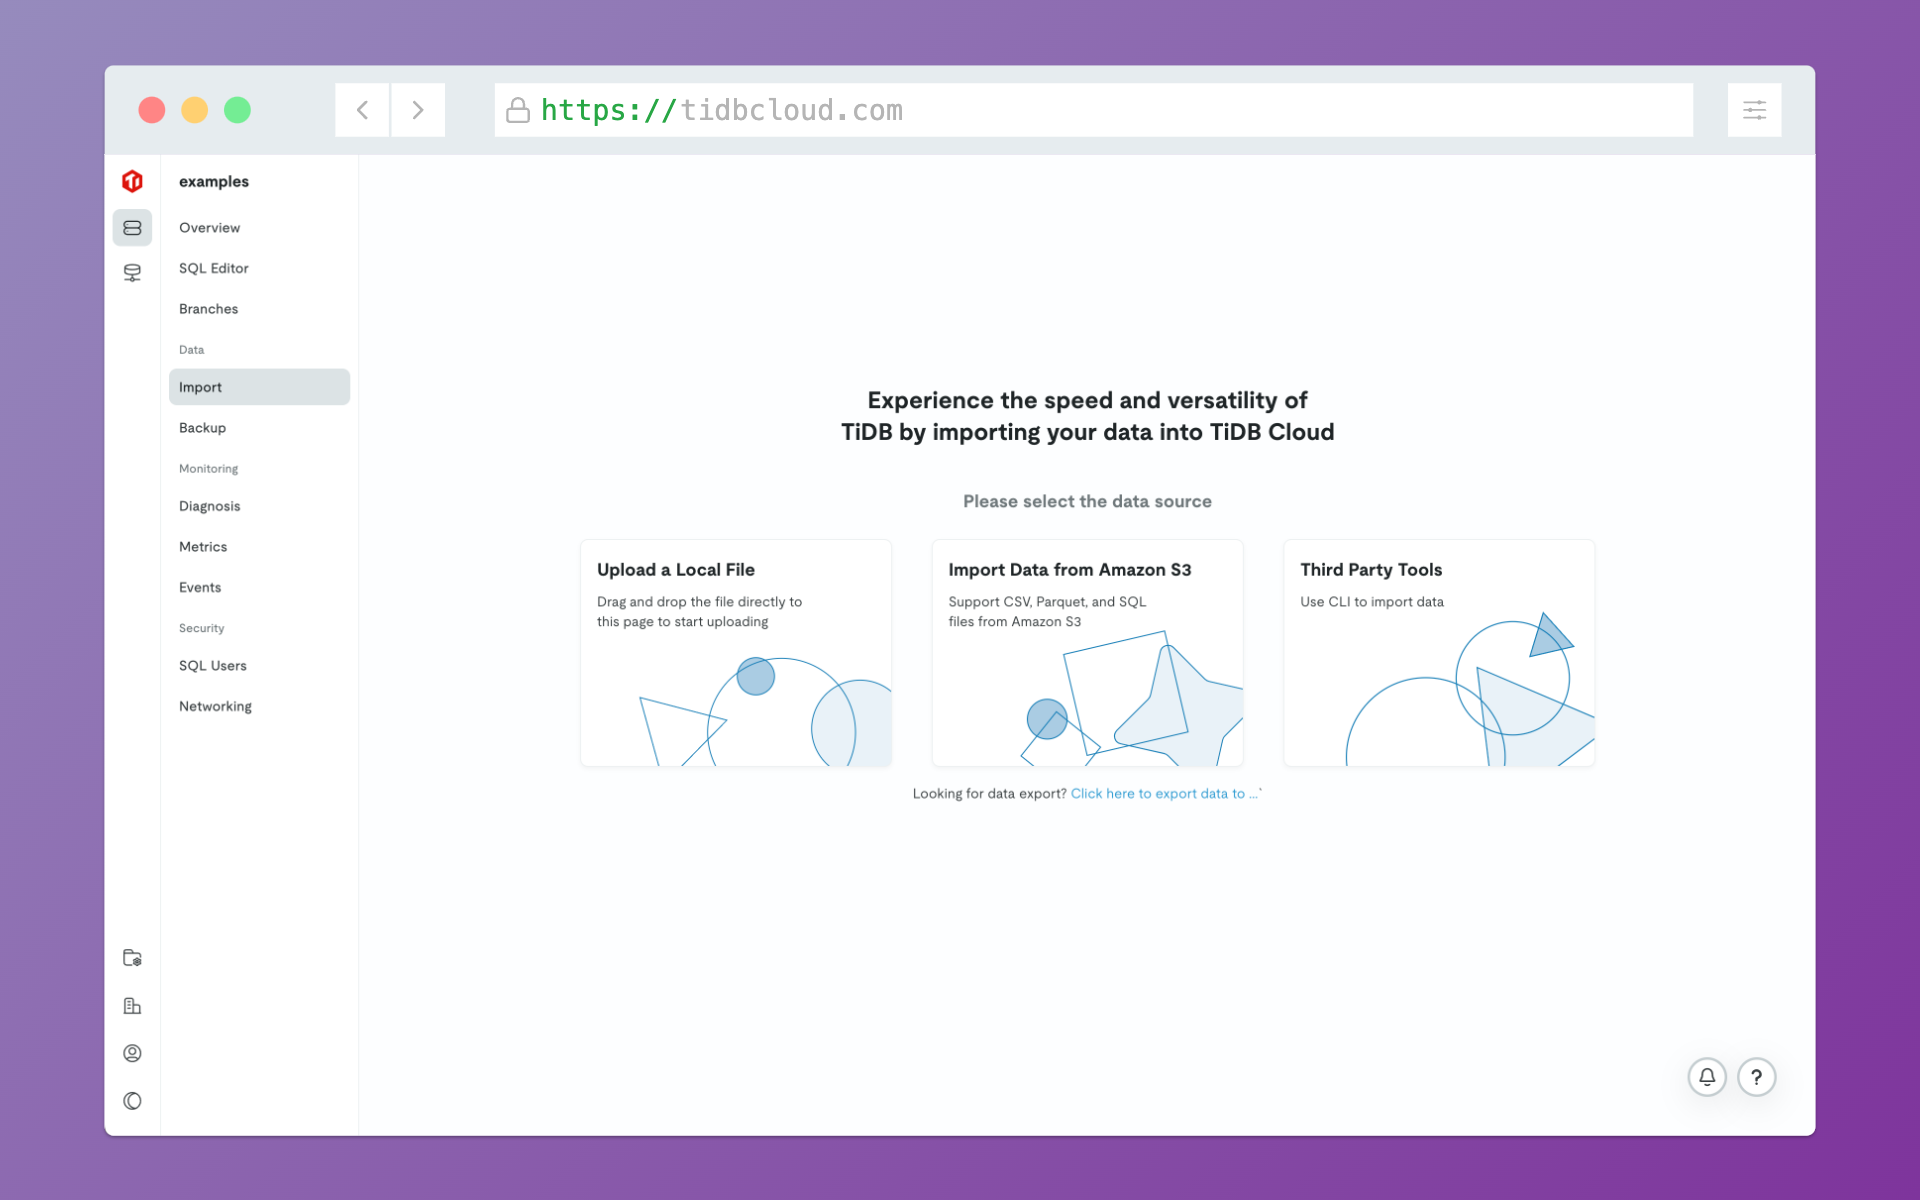 https://tidbcloud.com
examples
Overview
SQL Editor
Branches
Data
Import
Backup
Monitoring
Diagnosis
Metrics
Events
Security
SQL Users
Networking
Experience the speed and versatility of
TiDB by importing your data into TiDB Cloud
Please select the data source
Upload a Local File
Drag and drop the file directly to
this page to start uploading
Import Data from Amazon S3
Support CSV, Parquet, and SQL
files from Amazon S3
Third Party Tools
Use CLI to import data
Looking for data export? Click here to export data to ...`
?